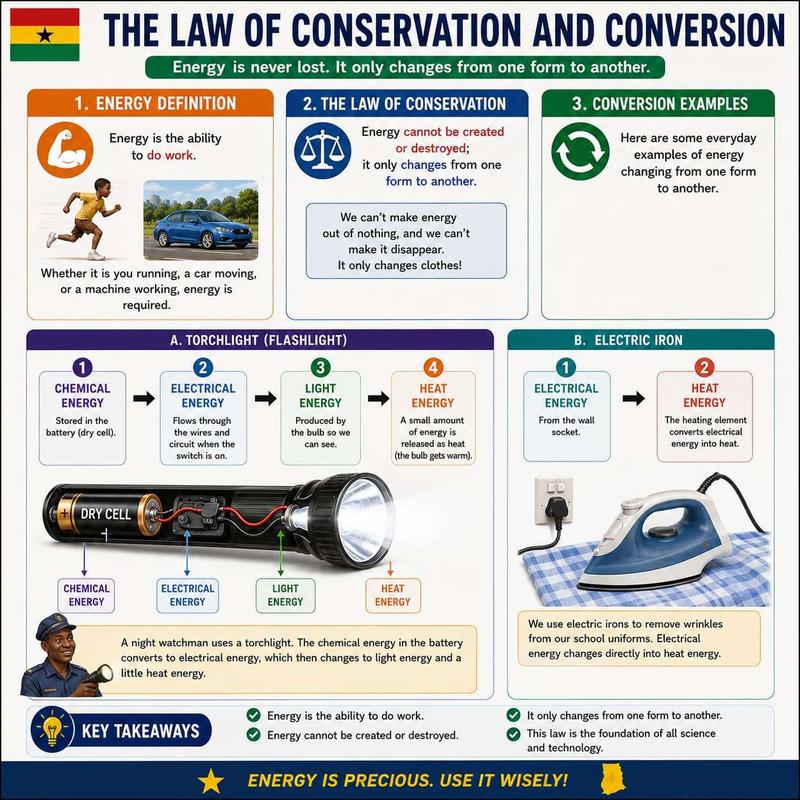 THE LAW OF CONSERVATION AND CONVERSION
Energy is never lost. It only changes from one form to another.
1. ENERGY DEFINITION
Energy is the ability
to do work.
Whether it is you running, a car moving,
or a machine working, energy is
required.
2. THE LAW OF CONSERVATION
Energy cannot be created
or destroyed;
it only changes from one
form to another.
We can't make energy
out of nothing, and we can't
make it disappear.
It only changes clothes!
3. CONVERSION EXAMPLES
Here are some everyday
examples of energy
changing from one form
to another.
A. TORCHLIGHT (FLASHLIGHT)
1
CHEMICAL
ENERGY
Stored in the
battery (dry cell).
2
ELECTRICAL
ENERGY
Flows through
the wires and
circuit when the
switch is on.
3
LIGHT
ENERGY
Produced by
the bulb so we
can see.
4
HEAT
ENERGY
A small amount
of energy is
released as heat
(the bulb gets warm).
+ DRY CELL
CHEMICAL
ENERGY
ELECTRICAL
ENERGY
LIGHT
ENERGY
HEAT
ENERGY
A night watchman uses a torchlight. The chemical energy in the battery
converts to electrical energy, which then changes to light energy and a
little heat energy.
B. ELECTRIC IRON
1
ELECTRICAL
ENERGY
From the wall
socket.
2
HEAT
ENERGY
The heating element
converts electrical
energy into heat.
We use electric irons to remove wrinkles
from our school uniforms. Electrical
energy changes directly into heat energy.
KEY TAKEAWAYS
Energy is the ability to do work.
Energy cannot be created or destroyed.
It only changes from one form to another.
This law is the foundation of all science
and technology.
ENERGY IS PRECIOUS. USE IT WISELY!